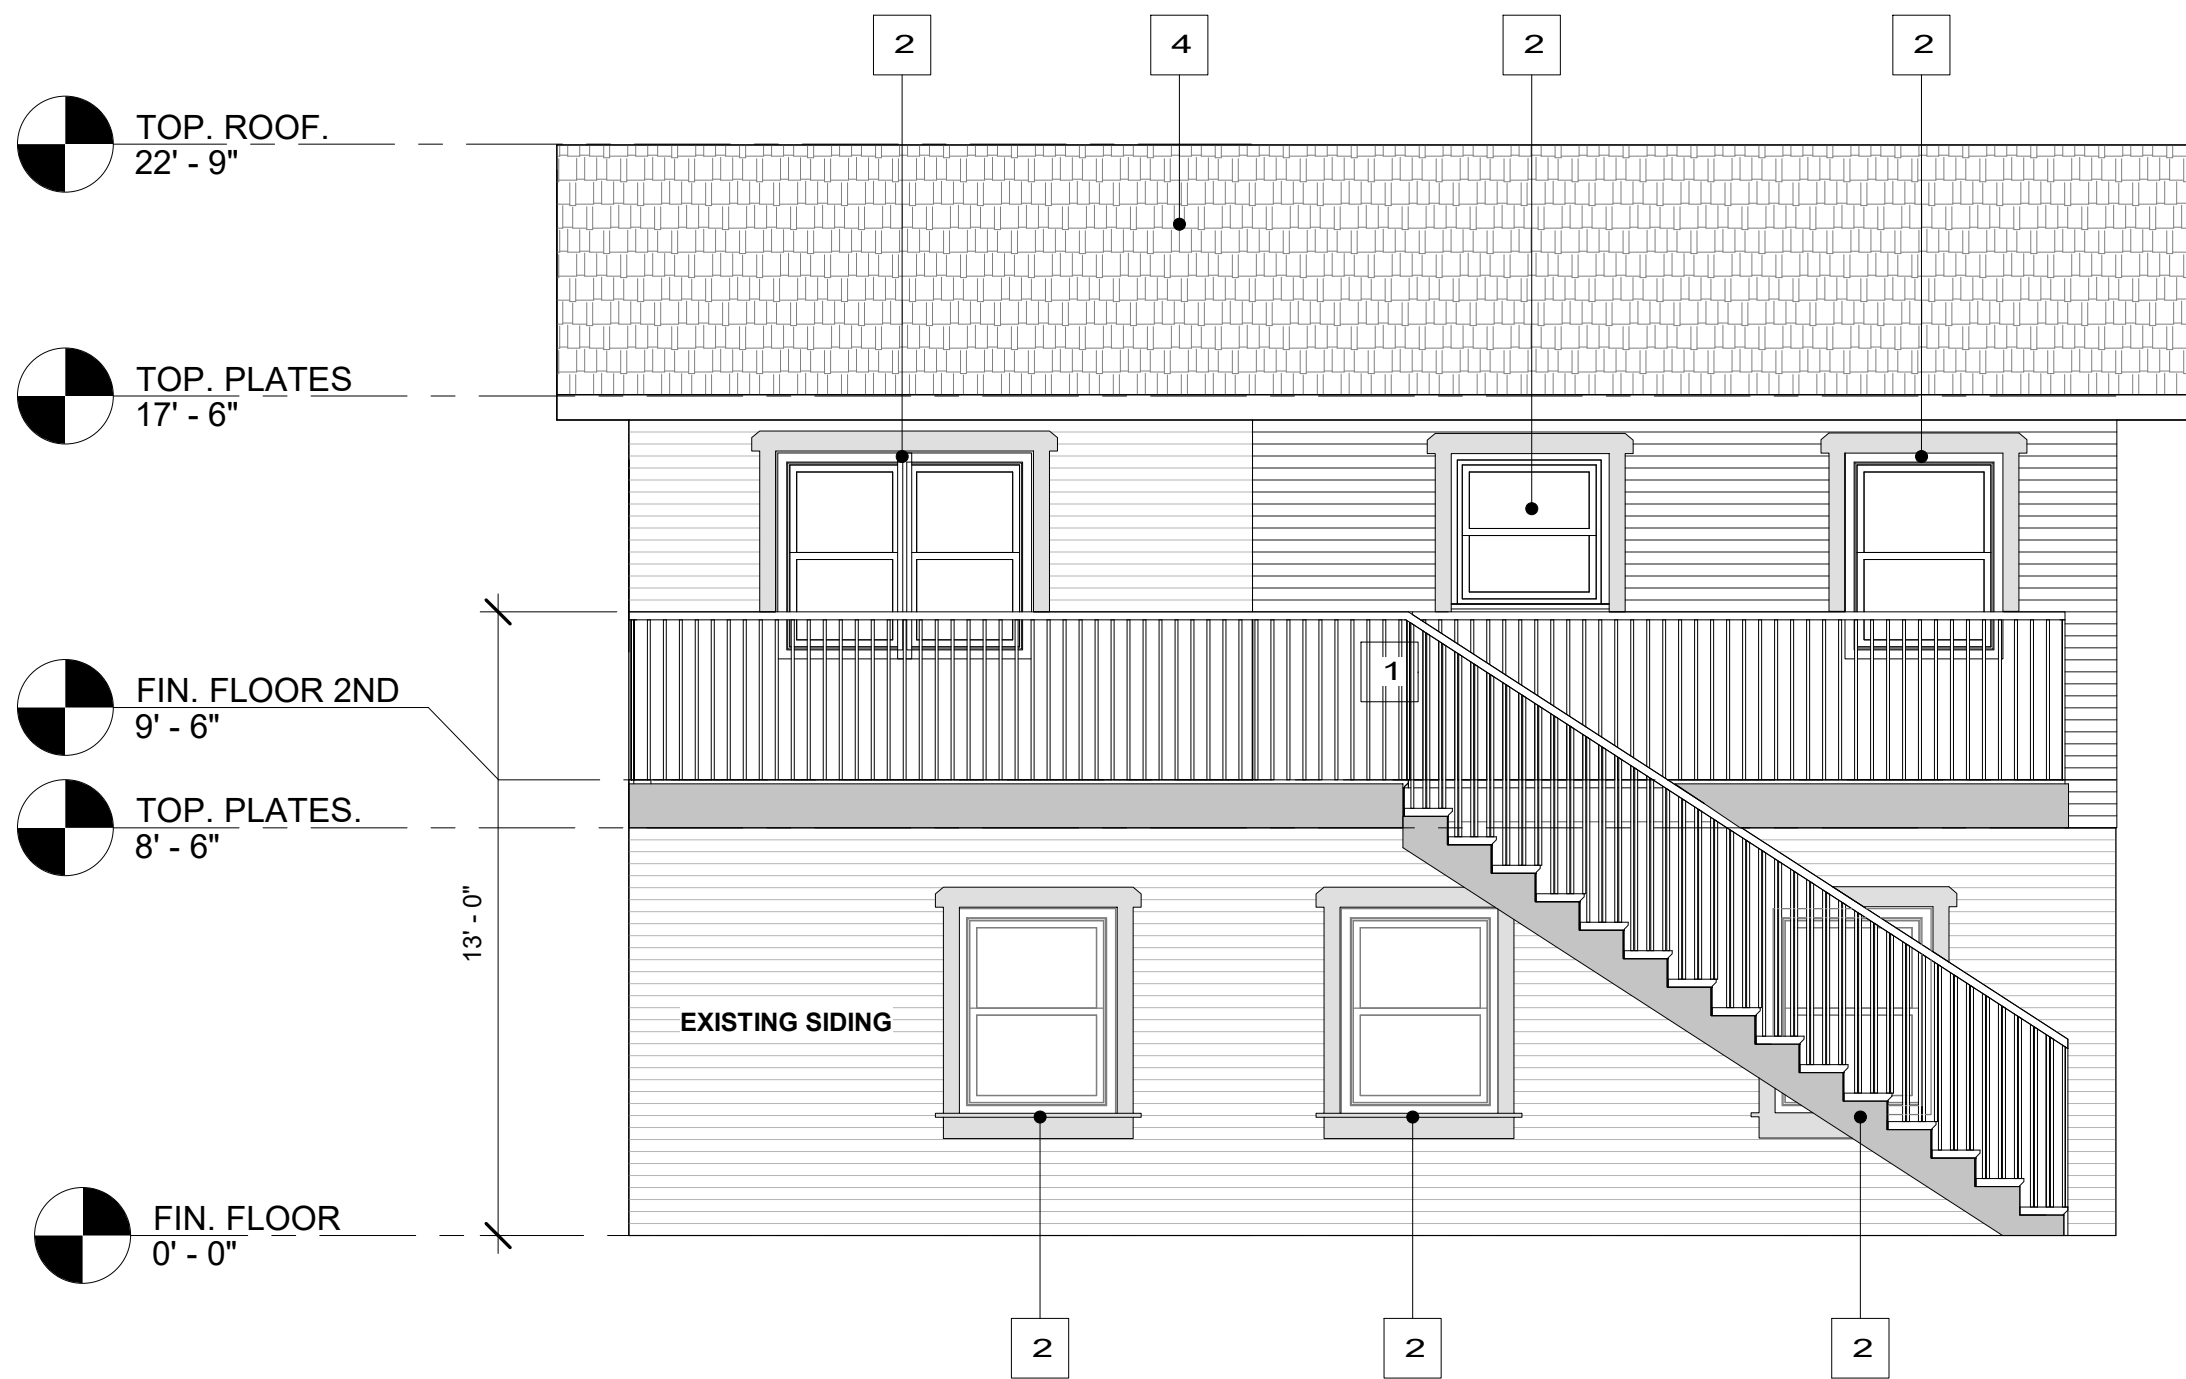 2
4
2
2
TOP. ROOF.
22' - 9"
TOP. PLATES
17' - 6"
1
FIN. FLOOR 2ND
9' - 6"
TOP. PLATES.
8' - 6"
13' - 0"
EXISTING SIDING
FIN. FLOOR
0' - 0"
2
2
2